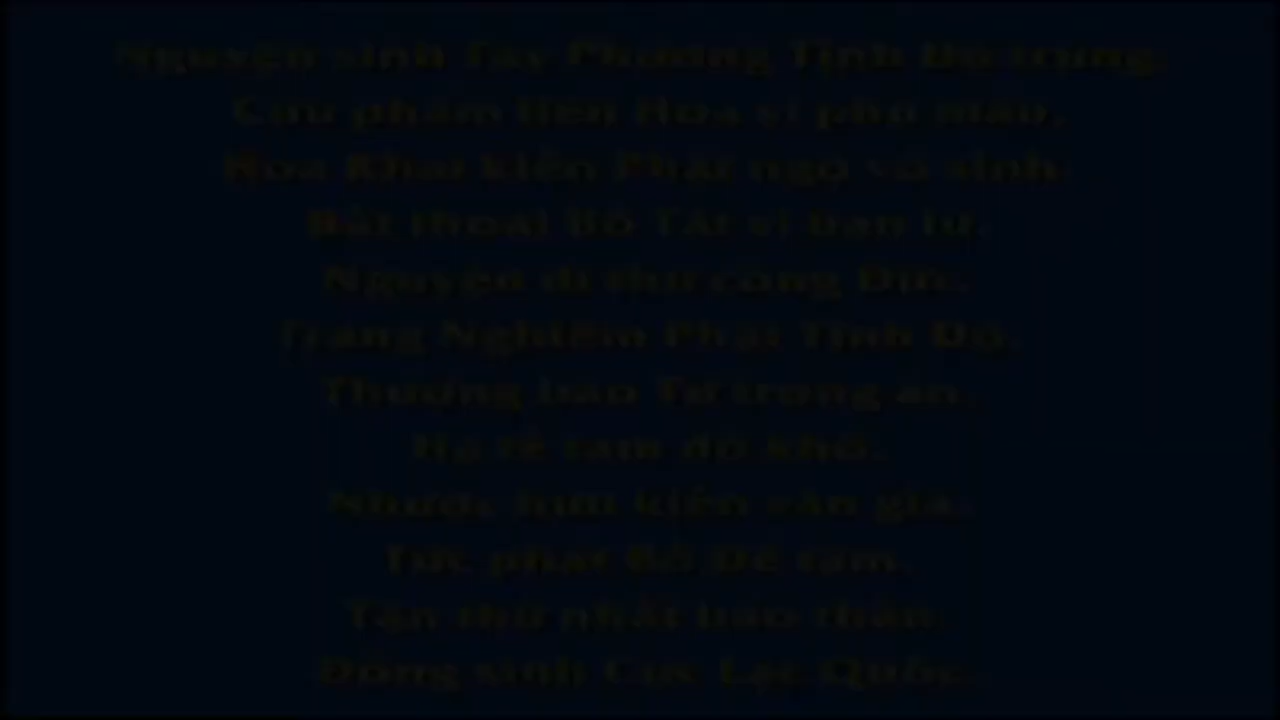 Nguyện sinh Tây Phương Tịnh Độ trung,
Cửu phẩm liên Hoa vi phụ mẫu,
Hoa Khai kiến Phật ngộ vô sinh
Bất thoái Bồ Tát vi bạn lữ.
Nguyện dĩ thử công Đức,
Trang Nghiêm Phật Tịnh Độ,
Thượng báo Tứ trọng ân,
Hạ tế tam đồ khổ.
Nhược hữu kiến văn giả,
Tức phát Bồ Đề tâm.
Tận thử nhất báo thân,
Đồng sinh Cực Lạc Quốc.